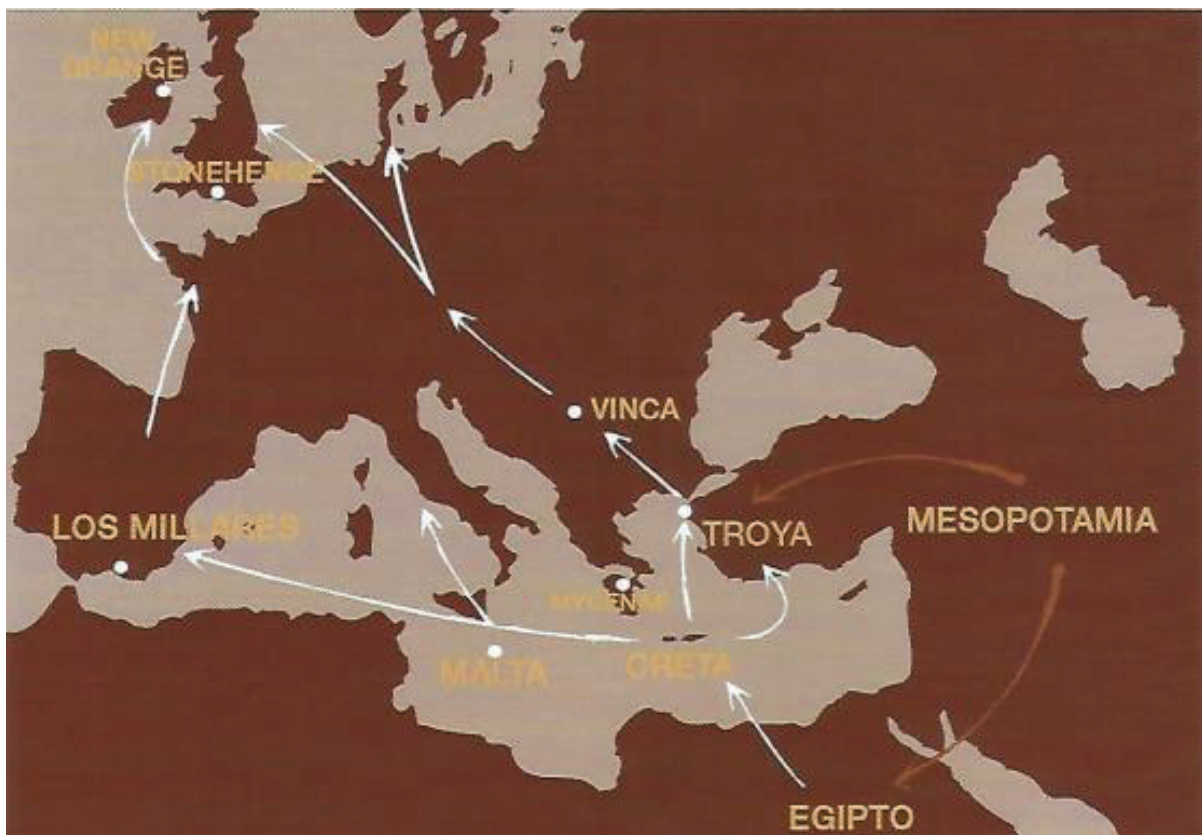 NEW
GRANGE
STONEHENGE
VINCA
LOS MILLARES
TROYA
MESOPOTAMIA
MYCENAE
MALTA
CRETA
EGIPTO